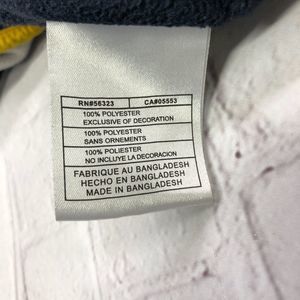 RN#56323 CA#05553
100% POLYESTER
EXCLUSIVE OF DECORATION
100% POLYESTER
SANS ORNEMENTS
100% POLIESTER
NO INCLUYE LA DECORACION
FABRIQUE AU BANGLADESH
HECHO EN BANGLADESH
MADE IN BANGLADESH